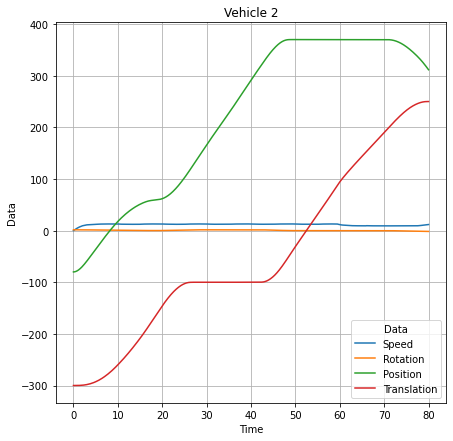 Vehicle 2
400
300
200
100
0
−100
−200
−300
Data
0 10 20 30 40 50 60 70 80
Time
Data
Speed
Rotation
Position
Translation